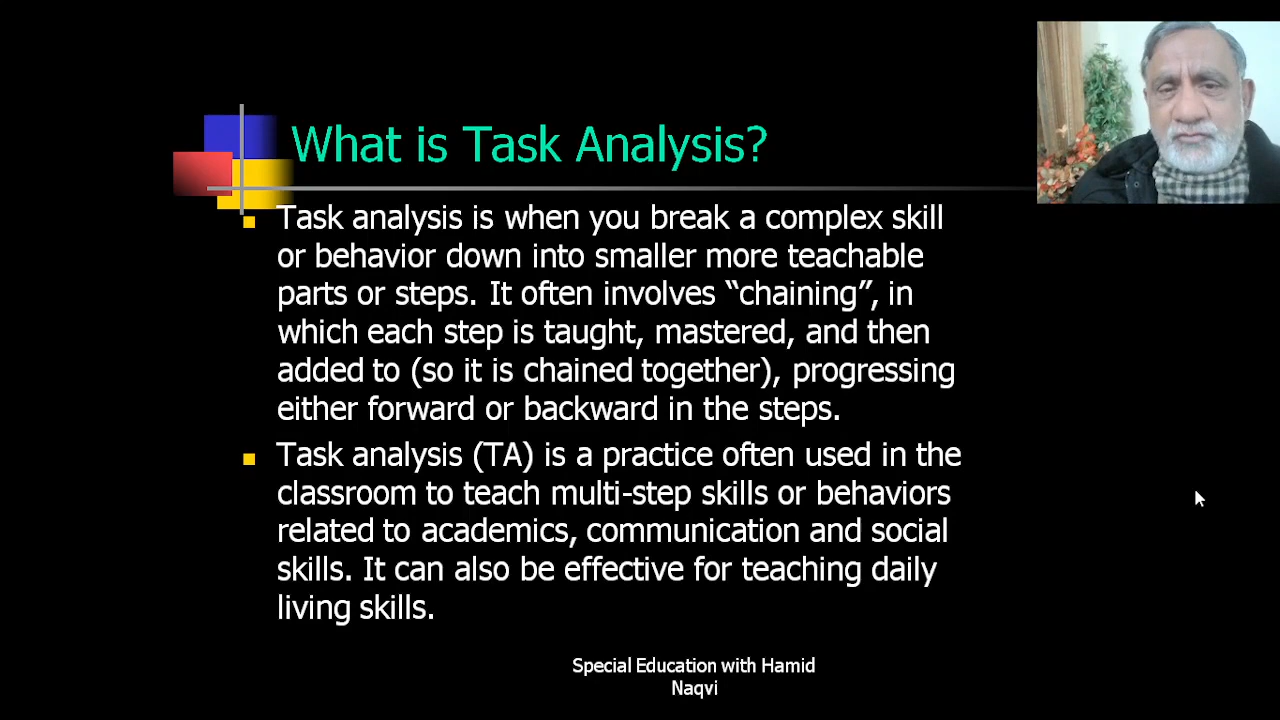 What is Task Analysis?
Task analysis is when you break a complex skill
or behavior down into smaller more teachable
parts or steps. It often involves “chaining”, in
which each step is taught, mastered, and then
added to (so it is chained together), progressing
either forward or backward in the steps.
Task analysis (TA) is a practice often used in the
classroom to teach multi-step skills or behaviors
related to academics, communication and social
skills. It can also be effective for teaching daily
living skills.
Special Education with Hamid
Naqvi